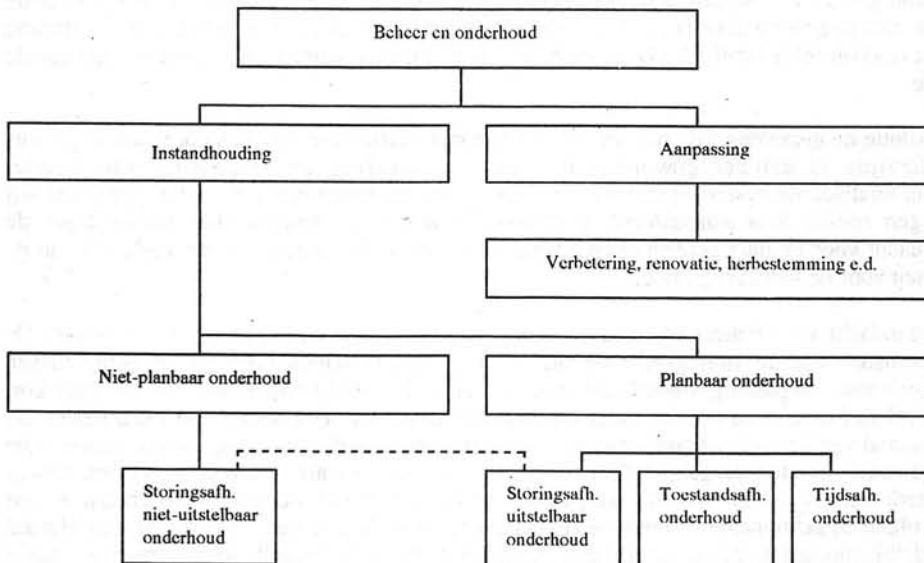 Beheer en onderhoud
Instandhouding
Aanpassing
Verbetering, renovatie, herbestemming e.d.
Niet-planbaar onderhoud
Planbaar onderhoud
Storingsafh.
niet-uitstelbaar
onderhoud
Storingsafh.
uitstelbaar
onderhoud
Toestandsafh.
onderhoud
Tijdsafh.
onderhoud